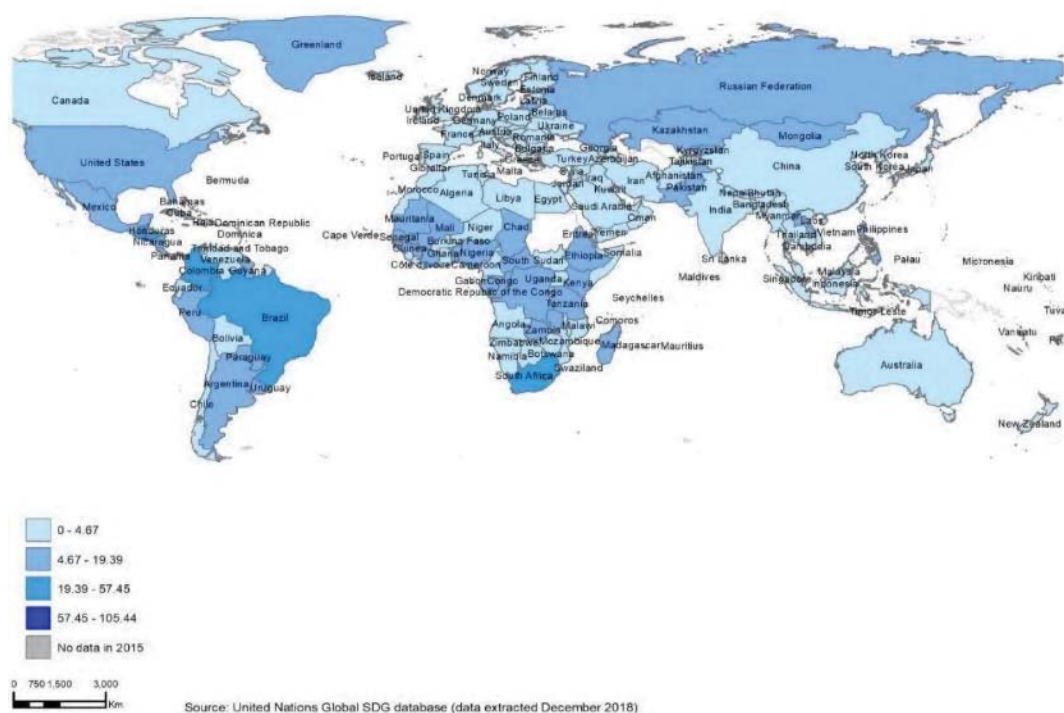 Greenland
Iceland
Norway
Sweden
Finland
Estonia
Latvia
Denmark
Russian Federation
Canada
United Kingdom
Ireland
Germany
Poland
Belarus
Ukraine
France
Austria
Romania
Kazakhstan
Mongolia
Italy
Bulgaria
Georgia
Kyrgyzstan
United States
Portugal
Spain
Greece
Turkey
Azerbaijan
Tajikistan
China
North Korea
South Korea
Japan
Gibraltar
Malta
Syria
Tunisia
Iraq
Iran
Afghanistan
Bermuda
Morocco
Algeria
Jordan
Kuwait
Pakistan
Libya
Egypt
Saudi Arabia
Nepal
Bhutan
Bangladesh
Mexico
Bahamas
Cuba
India
Myanmar
Laos
Haiti
Dominican Republic
Mauritania
Mali
Niger
Chad
Oman
Honduras
Dominica
Cape Verde
Senegal
Eritrea
Yemen
Thailand
Vietnam
Philippines
Nicaragua
Guinea
Burkina Faso
Cambodia
Trinidad and Tobago
Ghana
Nigeria
Ethiopia
Somalia
Panama
Venezuela
Côte d'Ivoire
Cameroon
South Sudan
Sri Lanka
Palau
Micronesia
Colombia
Guyana
Gabon
Congo
Uganda
Kenya
Maldives
Malaysia
Singapore
Indonesia
Kiribati
Nauru
Ecuador
Democratic Republic of the Congo
Seychelles
Peru
Brazil
Tanzania
Timor-Leste
Tuva
Angola
Malawi
Comoros
Bolivia
Zambia
Vanuatu
Fiji
Zimbabwe
Mozambique
Madagascar
Mauritius
Paraguay
Namibia
Botswana
Australia
Argentina
Uruguay
South Africa
Swaziland
Chile
New Zealand
0 - 4.67
4.67 - 19.39
19.39 - 57.45
57.45 - 105.44
No data in 2015
0 750 1,500 3,000
Km
Source: United Nations Global SDG database (data extracted December 2018)